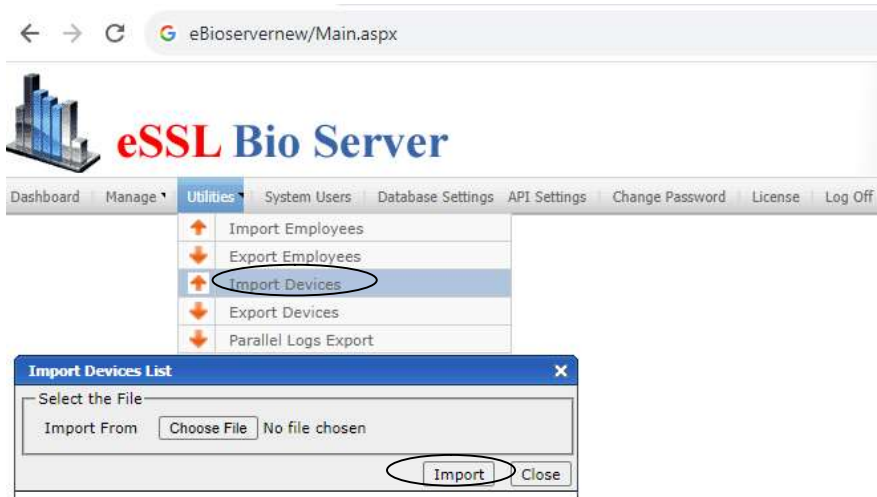 eBioservernew/Main.aspx
eSSL Bio Server
Dashboard Manage Utilities System Users Database Settings API Settings Change Password License Log Off
Import Employees
Export Employees
Import Devices
Export Devices
Parallel Logs Export
Import Devices List
Select the File
Import From Choose File No file chosen
Import Close